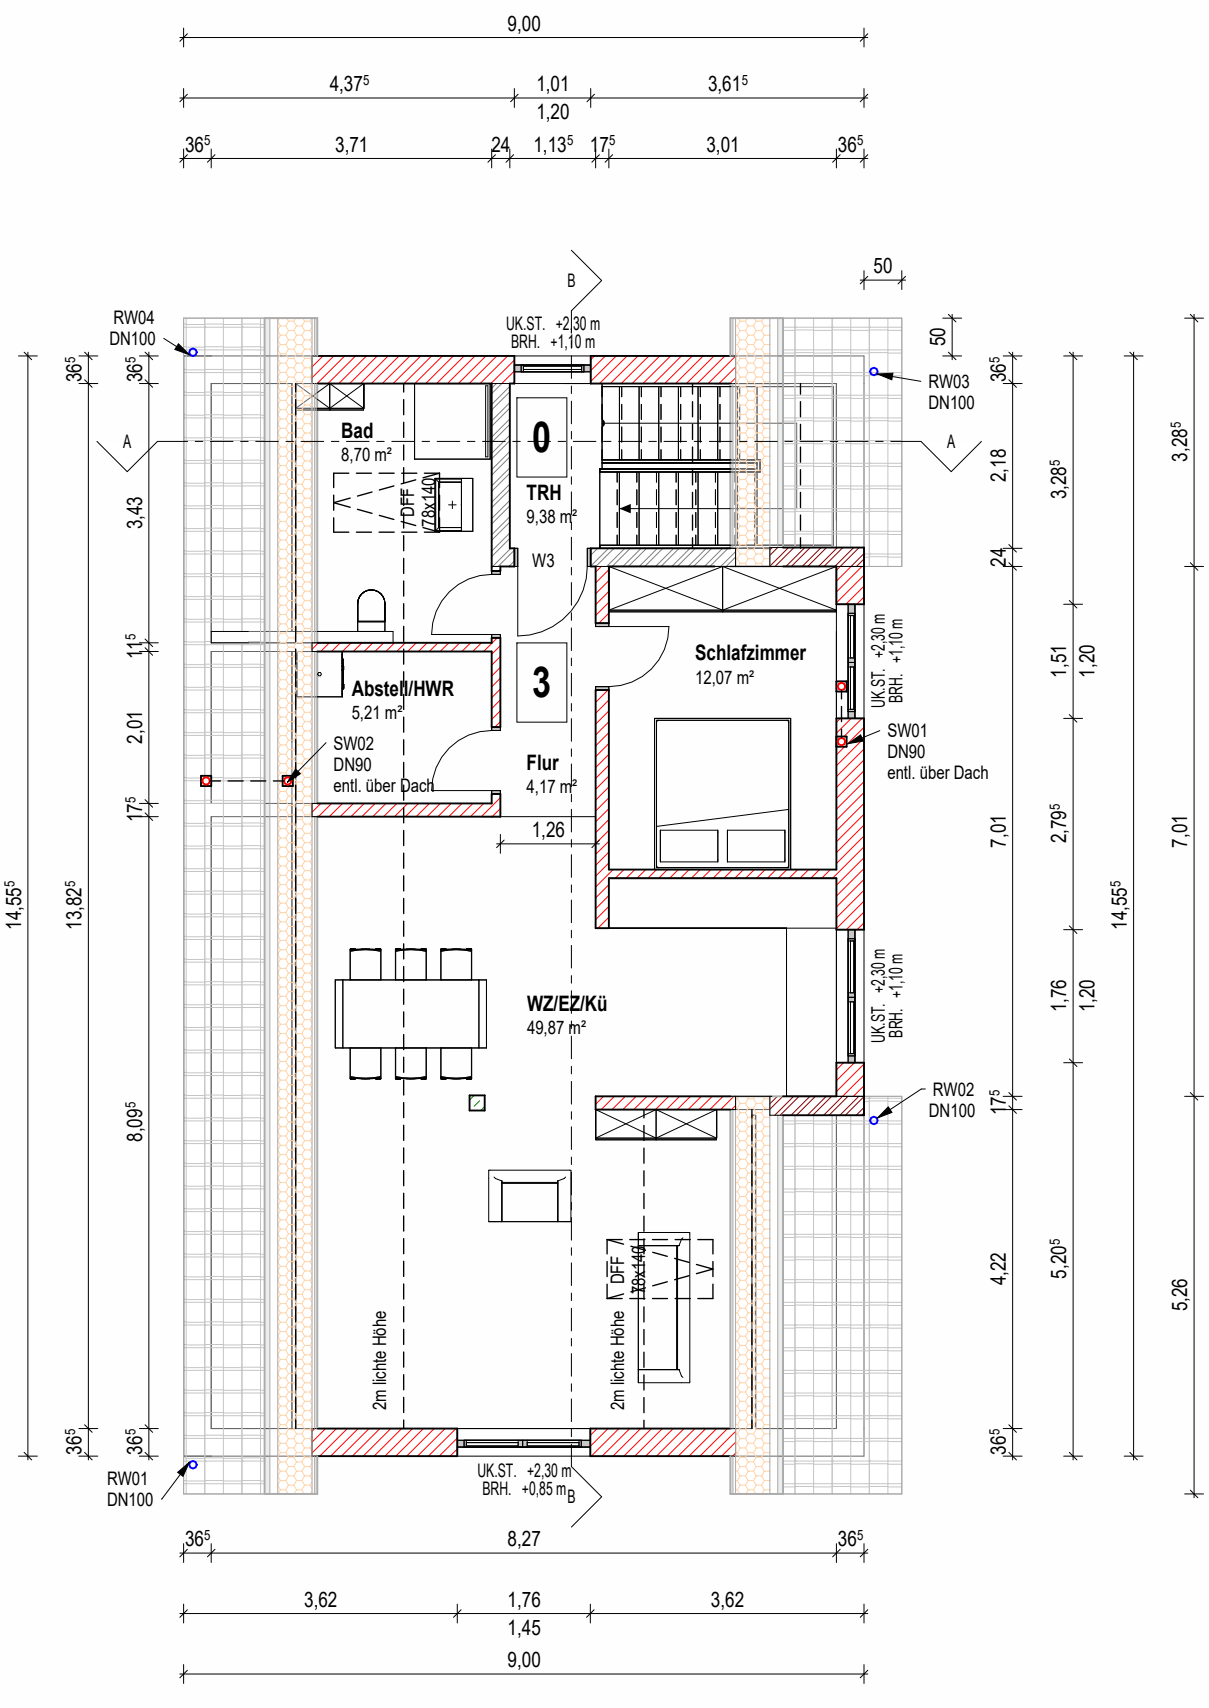 9,00
4,37⁵
1,01
3,61⁵
1,20
36⁵
3,71
24
1,13⁵
17⁵
3,01
36⁵
B
50
RW04
DN100
UK.ST. +2,30 m
BRH. +1,10 m
50
RW03
DN100
A
A
Bad
8,70 m²
0
TRH
9,38 m²
DFF
78x140
W3
3
Schlafzimmer
12,07 m²
UK.ST. +2,30 m
BRH. +1,10 m
Abstell/HWR
5,21 m²
SW02
DN90
entl. über Dach
Flur
4,17 m²
SW01
DN90
entl. über Dach
1,26
WZ/EZ/Kü
49,87 m²
UK.ST. +2,30 m
BRH. +1,10 m
RW02
DN100
DFF
78x140
2m lichte Höhe
2m lichte Höhe
RW01
DN100
UK.ST. +2,30 m
BRH. +0,85 m
B
14,55⁵
36⁵
13,82⁵
36⁵
36⁵
3,43
11⁵
2,01
17⁵
8,09⁵
36⁵
36⁵
2,18
24
7,01
17⁵
4,22
36⁵
3,28⁵
1,51
1,20
2,79⁵
1,76
1,20
5,20⁵
14,55⁵
3,28⁵
7,01
5,26
36⁵
8,27
36⁵
3,62
1,76
3,62
1,45
9,00